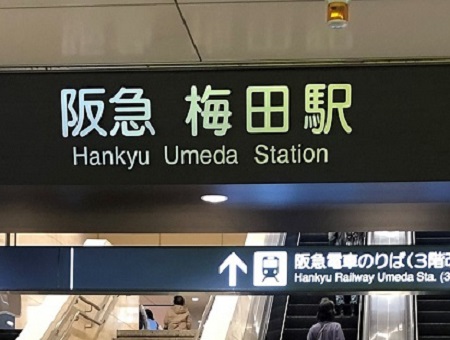 阪急 梅田駅
Hankyu Umeda Station
阪急電車のりば(3階
Hankyu Railway Umeda Sta. (3